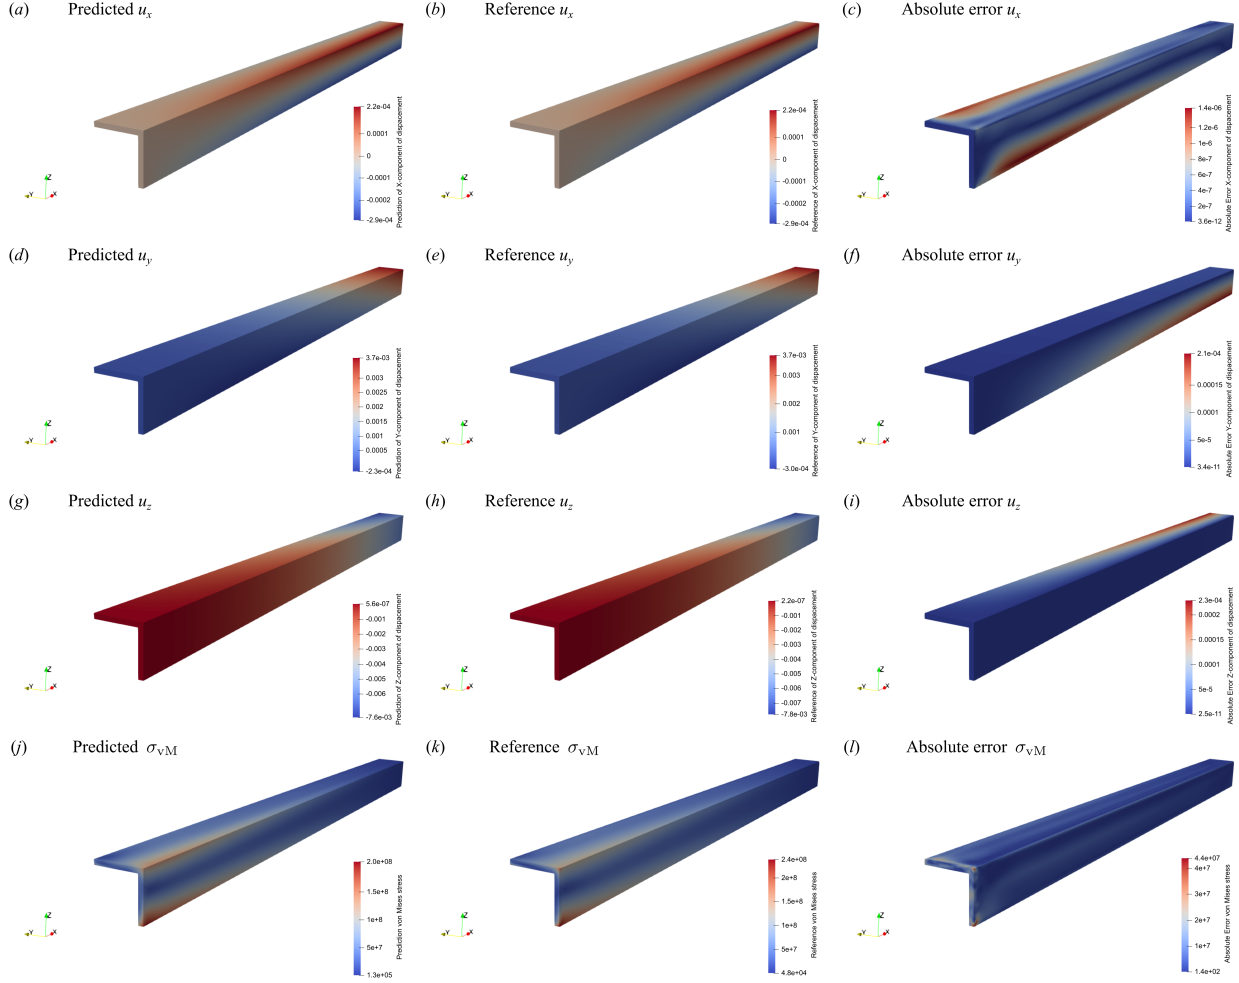 (a) Predicted u_x
2.2e-04
0.0001
0
-0.0001
-0.0002
-2.9e-04
Prediction of X-component of dispacement
Z
Y
X
(b) Reference u_x
2.2e-04
0.0001
0
-0.0001
-0.0002
-2.9e-04
Reference of X-component of dispacement
Z
Y
X
(c) Absolute error u_x
1.4e-06
1.2e-6
1e-6
8e-7
6e-7
4e-7
2e-7
3.6e-12
Absolute Error X-component of dispacement
Z
Y
X
(d) Predicted u_y
3.7e-03
0.003
0.0025
0.002
0.0015
0.001
0.0005
-2.3e-04
Prediction of Y-component of dispacement
Z
Y
X
(e) Reference u_y
3.7e-03
0.003
0.002
0.001
-3.0e-04
Reference of Y-component of dispacement
Z
Y
X
(f) Absolute error u_y
2.1e-04
0.00015
0.0001
5e-5
3.4e-11
Absolute Error Y-component of dispacement
Z
Y
X
(g) Predicted u_z
5.6e-07
-0.001
-0.002
-0.003
-0.004
-0.005
-0.006
-7.6e-03
Prediction of Z-component of dispacement
Z
Y
X
(h) Reference u_z
2.2e-07
-0.001
-0.002
-0.003
-0.004
-0.005
-0.006
-0.007
-7.8e-03
Reference of Z-component of dispacement
Z
Y
X
(i) Absolute error u_z
2.3e-04
0.0002
0.00015
0.0001
5e-5
2.5e-11
Absolute Error Z-component of dispacement
Z
Y
X
(j) Predicted σ_vM
2.0e+08
1.5e+8
1e+8
5e+7
1.3e+05
Prediction von Mises stress
Z
Y
X
(k) Reference σ_vM
2.4e+08
2e+8
1.5e+8
1e+8
5e+7
4.8e+04
Reference von Mises stress
Z
Y
X
(l) Absolute error σ_vM
4.4e+07
4e+7
3e+7
2e+7
1e+7
1.4e+02
Absolute Error von Mises stress
Z
Y
X